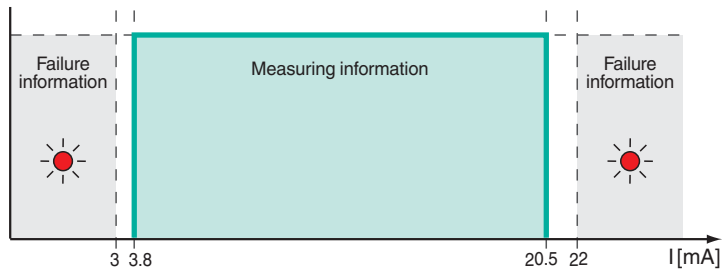 Failure
information
Measuring information
Failure
information
3 3.8 20.5 22 I [mA]